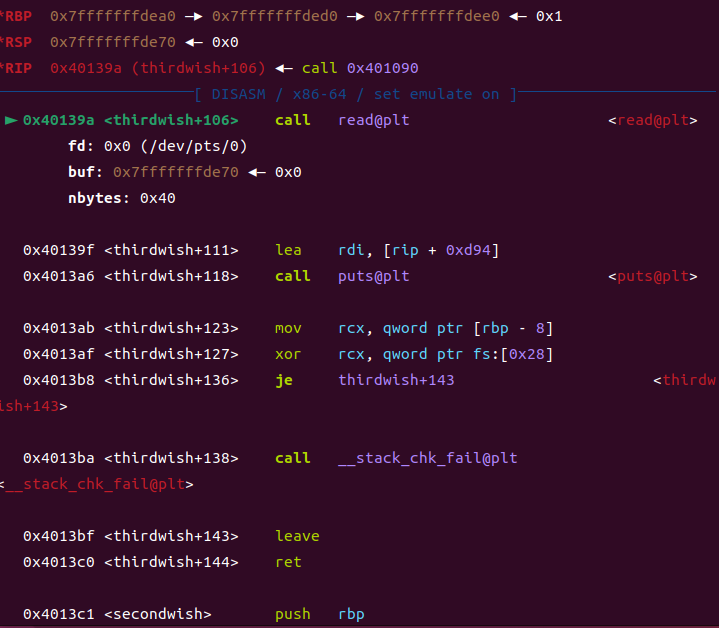 *RBP  0x7fffffffdea0 —▸ 0x7fffffffded0 —▸ 0x7fffffffdee0 ◂— 0x1
*RSP  0x7fffffffde70 ◂— 0x0
*RIP  0x40139a (thirdwish+106) ◂— call 0x401090
[ DISASM / x86-64 / set emulate on ]
► 0x40139a <thirdwish+106>    call   read@plt                      <read@plt>
fd: 0x0 (/dev/pts/0)
buf: 0x7fffffffde70 ◂— 0x0
nbytes: 0x40
0x40139f <thirdwish+111>    lea    rdi, [rip + 0xd94]
0x4013a6 <thirdwish+118>    call   puts@plt                      <puts@plt>
0x4013ab <thirdwish+123>    mov    rcx, qword ptr [rbp - 8]
0x4013af <thirdwish+127>    xor    rcx, qword ptr fs:[0x28]
0x4013b8 <thirdwish+136>    je     thirdwish+143                      <thirdw
ish+143>
0x4013ba <thirdwish+138>    call   __stack_chk_fail@plt
<__stack_chk_fail@plt>
0x4013bf <thirdwish+143>    leave
0x4013c0 <thirdwish+144>    ret
0x4013c1 <secondwish>       push   rbp